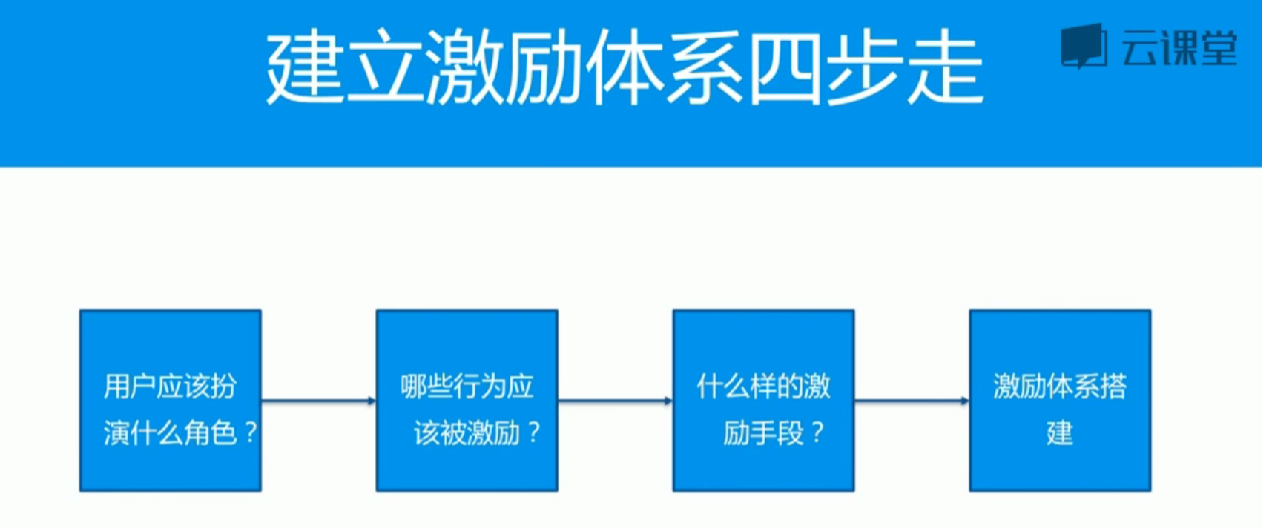 建立激励体系四步走
云课堂
用户应该扮
演什么角色？
哪些行为应
该被激励？
什么样的激
励手段？
激励体系搭
建